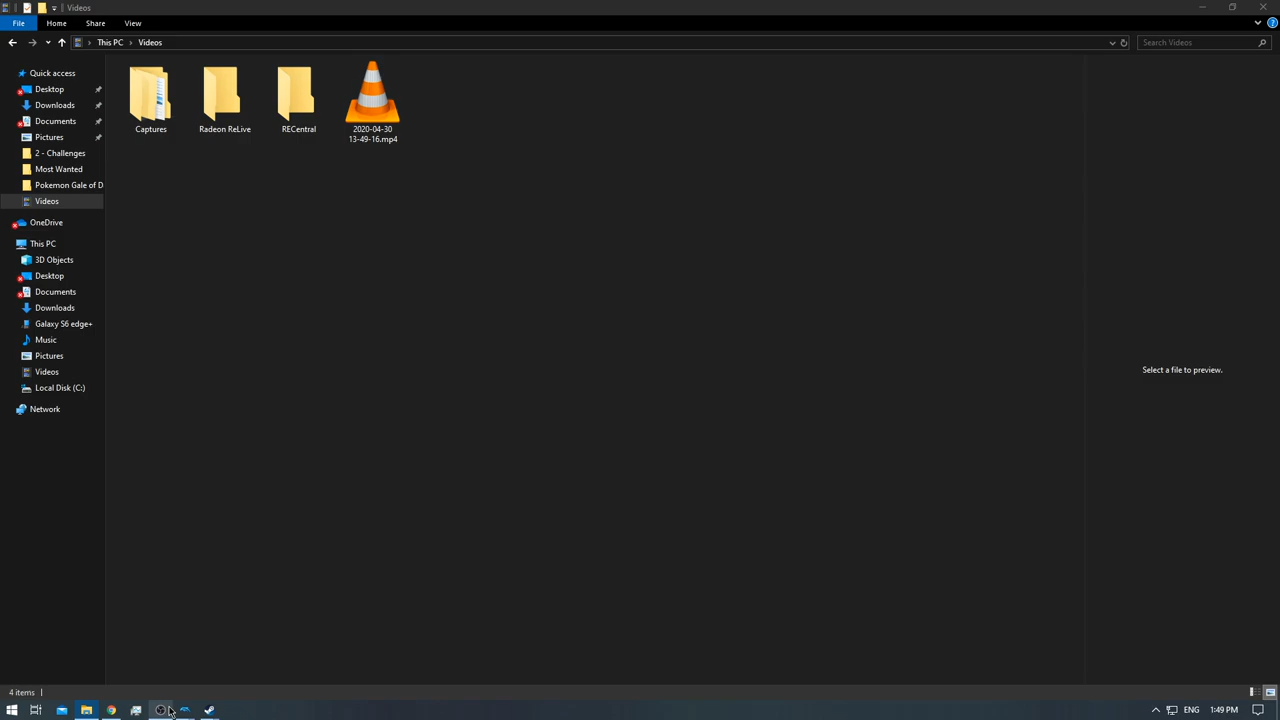 Videos
File Home Share View
This PC Videos
Search Videos
Quick access
Desktop
Downloads
Documents
Pictures
2 - Challenges
Most Wanted
Pokemon Gale of D
Videos
OneDrive
This PC
3D Objects
Desktop
Documents
Downloads
Galaxy S6 edge+
Music
Pictures
Videos
Local Disk (C:)
Network
Captures
Radeon ReLive
RECentral
2020-04-30
13-49-16.mp4
Select a file to preview.
4 items
ENG 1:49 PM